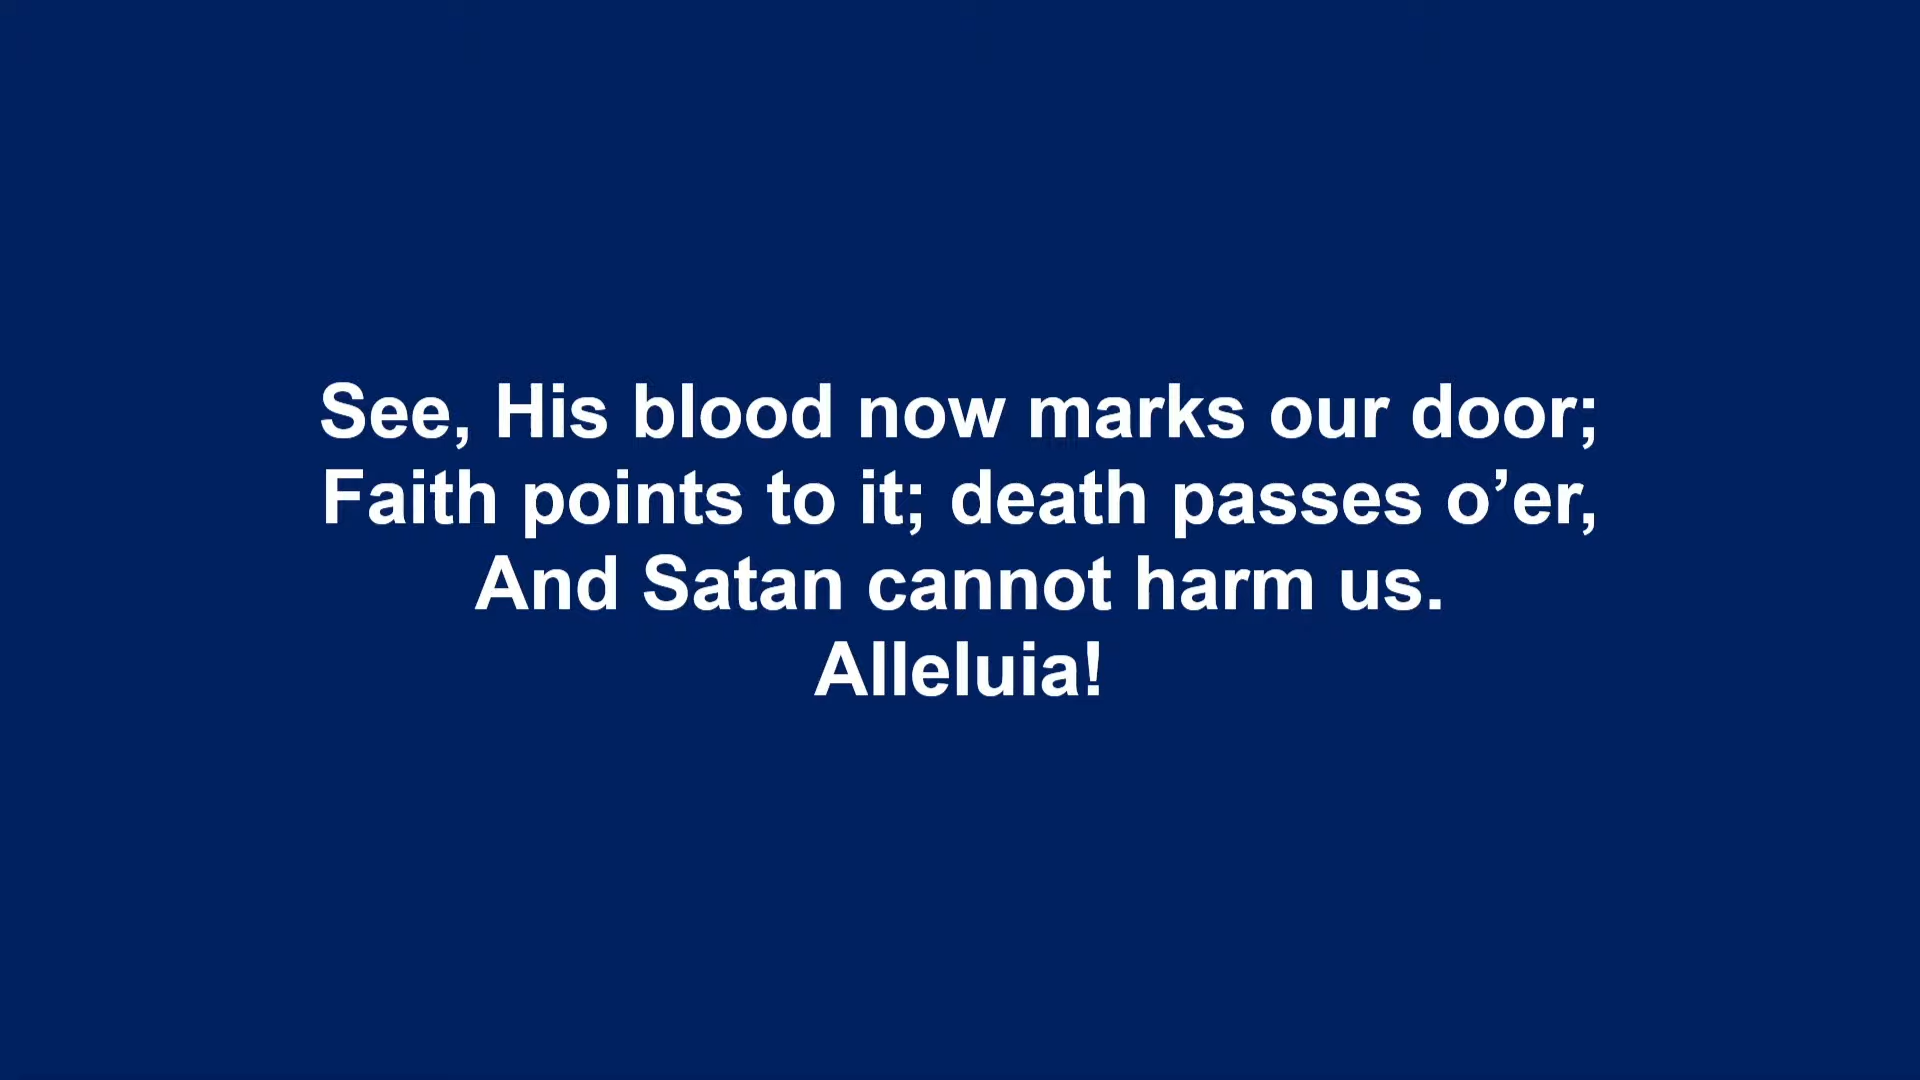 See, His blood now marks our door;
Faith points to it; death passes o’er,
And Satan cannot harm us.
Alleluia!